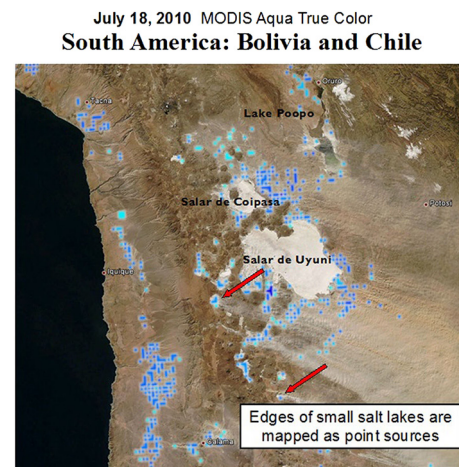 July 18, 2010 MODIS Aqua True Color
South America: Bolivia and Chile
Oruro
Tacna
Lake Poopo
Salar de Coipasa
Potosi
Salar de Uyuni
Iquique
Edges of small salt lakes are
mapped as point sources
Calama